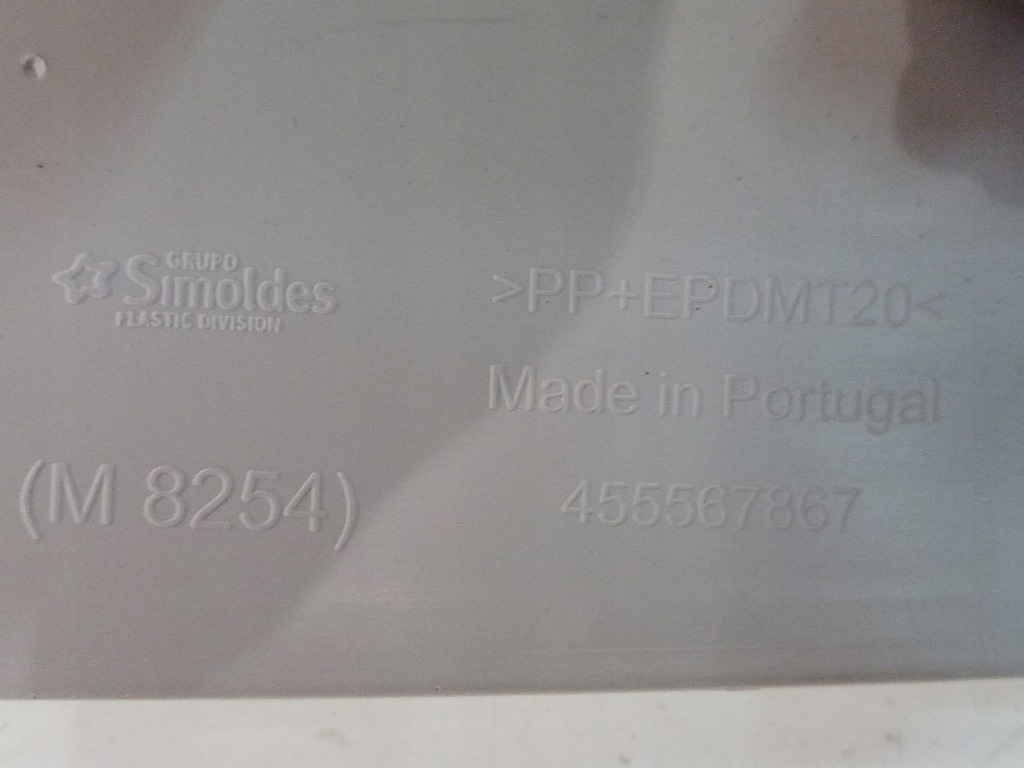 GRUPO
Simoldes
PLASTIC DIVISION
>PP+EPDMT20<
Made in Portugal
(M 8254)
455567867